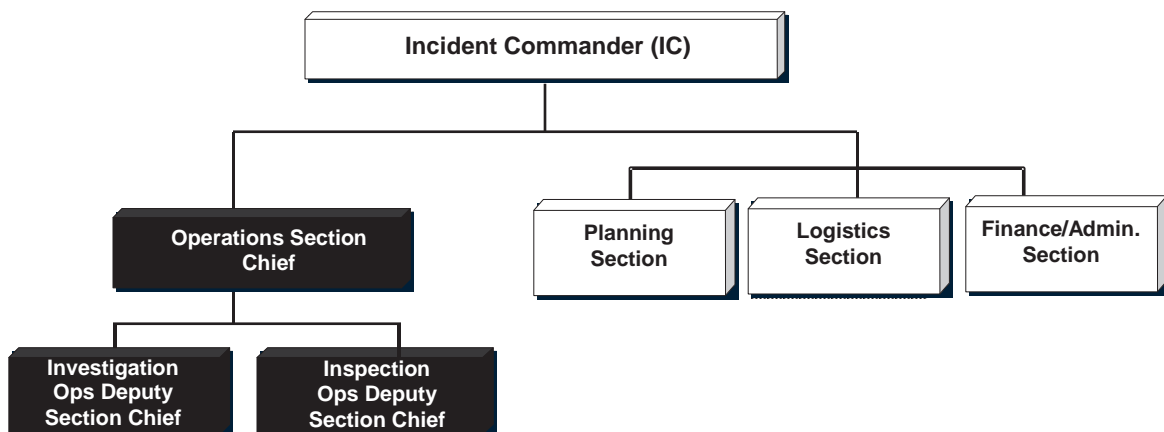 Incident Commander (IC)
Operations Section
Chief
Planning
Section
Logistics
Section
Finance/Admin.
Section
Investigation
Ops Deputy
Section Chief
Inspection
Ops Deputy
Section Chief